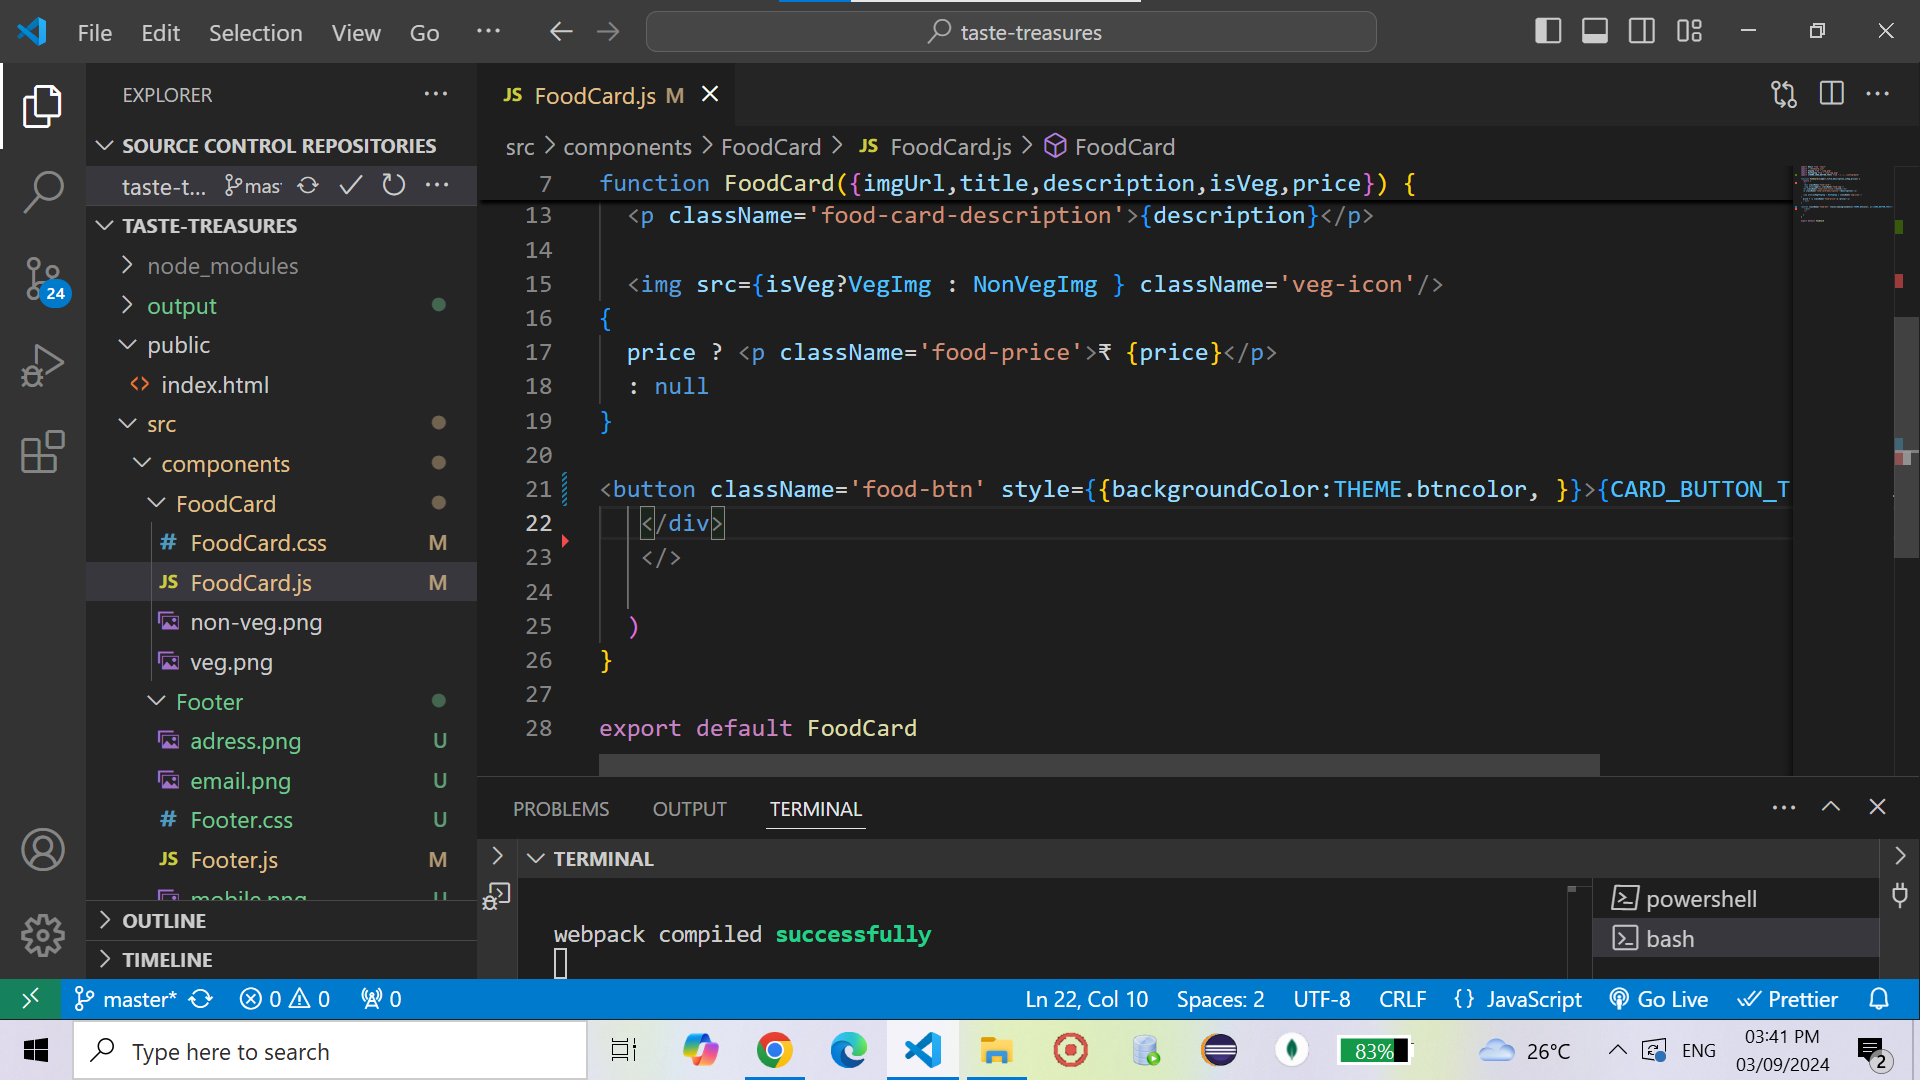 File Edit Selection View Go ··· taste-treasures
EXPLORER
SOURCE CONTROL REPOSITORIES
taste-t... mas
TASTE-TREASURES
node_modules
output
public
index.html
src
components
FoodCard
# FoodCard.css M
JS FoodCard.js M
non-veg.png
veg.png
Footer
adress.png U
email.png U
# Footer.css U
JS Footer.js M
mobile.png U
OUTLINE
TIMELINE
24
JS FoodCard.js M
src > components > FoodCard > JS FoodCard.js > FoodCard
7 function FoodCard({imgUrl,title,description,isVeg,price}) {
13 <p className='food-card-description'>{description}</p>
14
15 <img src={isVeg?VegImg : NonVegImg } className='veg-icon'/>
16 {
17 price ? <p className='food-price'>₹ {price}</p>
18 : null
19 }
20
21 <button className='food-btn' style={{backgroundColor:THEME.btncolor, }}>{CARD_BUTTON_T
22 </div>
23 </>
24
25 )
26 }
27
28 export default FoodCard
PROBLEMS OUTPUT TERMINAL
TERMINAL
webpack compiled successfully
powershell
bash
master* 0 0 0 Ln 22, Col 10 Spaces: 2 UTF-8 CRLF {} JavaScript Go Live Prettier
Type here to search 83% 26°C ENG 03:41 PM
03/09/2024 2